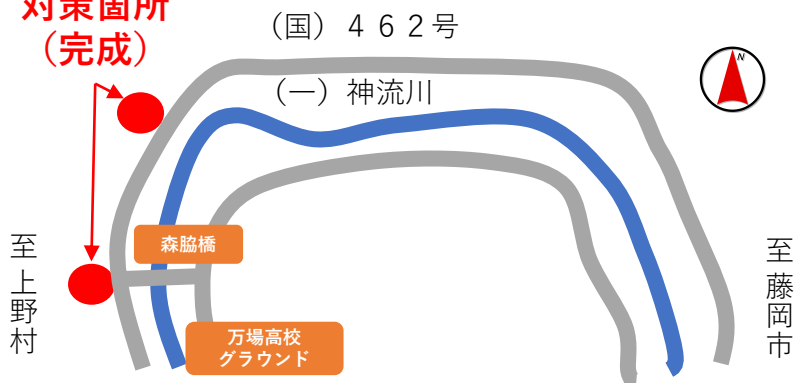 対策箇所
（完成）
（国）４６２号
（一）神流川
N
森脇橋
万場高校
グラウンド
至上野村
至藤岡市